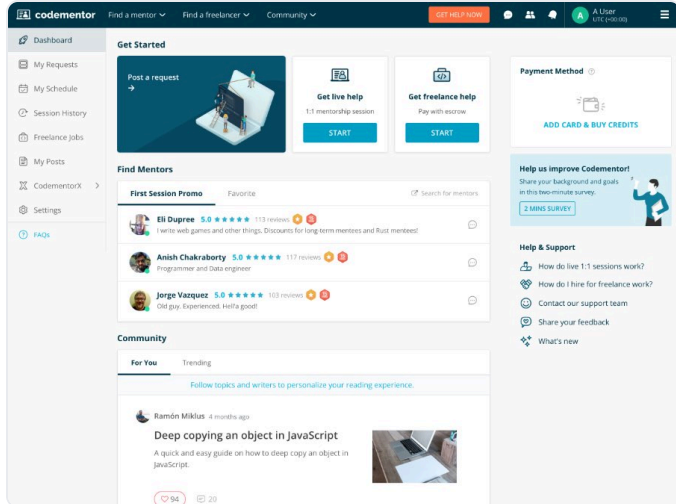 codementor
Find a mentor
Find a freelancer
Community
GET HELP NOW
A
A User
UTC (+00:00)
Dashboard
My Requests
My Schedule
Session History
Freelance Jobs
My Posts
CodementorX
Settings
FAQs
Get Started
Post a request
Get live help
1:1 mentorship session
START
Get freelance help
Pay with escrow
START
Find Mentors
First Session Promo
Favorite
Search for mentors
Eli Dupree 5.0 113 reviews
I write web games and other things, Discounts for long-term mentees and Rust mentees!
Anish Chakraborty 5.0 117 reviews
Programmer and Data engineer
Jorge Vazquez 5.0 103 reviews
Old guy. Experienced. Hell'a good!
Community
For You
Trending
Follow topics and writers to personalize your reading experience.
Ramón Miklus 4 months ago
Deep copying an object in JavaScript
A quick and easy guide on how to deep copy an object in
JavaScript.
94
20
Payment Method
ADD CARD & BUY CREDITS
Help us improve Codementor!
Share your background and goals
in this two-minute survey.
2 MINS SURVEY
Help & Support
How do live 1:1 sessions work?
How do I hire for freelance work?
Contact our support team
Share your feedback
What's new